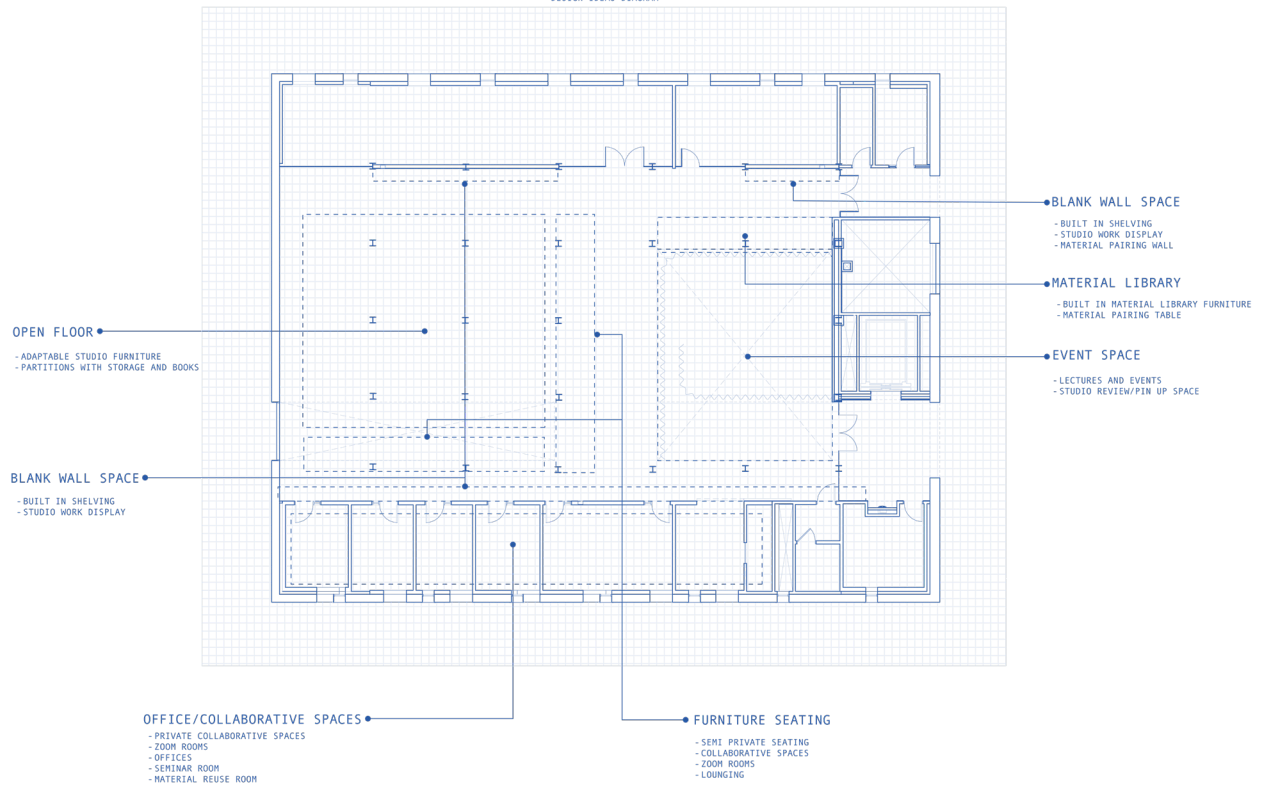 BLANK WALL SPACE
- BUILT IN SHELVING
- STUDIO WORK DISPLAY
- MATERIAL PAIRING WALL
MATERIAL LIBRARY
- BUILT IN MATERIAL LIBRARY FURNITURE
- MATERIAL PAIRING TABLE
OPEN FLOOR
- ADAPTABLE STUDIO FURNITURE
- PARTITIONS WITH STORAGE AND BOOKS
EVENT SPACE
- LECTURES AND EVENTS
- STUDIO REVIEW/PIN UP SPACE
BLANK WALL SPACE
- BUILT IN SHELVING
- STUDIO WORK DISPLAY
OFFICE/COLLABORATIVE SPACES
- PRIVATE COLLABORATIVE SPACES
- ZOOM ROOMS
- OFFICES
- SEMINAR ROOM
- MATERIAL REUSE ROOM
FURNITURE SEATING
- SEMI PRIVATE SEATING
- COLLABORATIVE SPACES
- ZOOM ROOMS
- LOUNGING